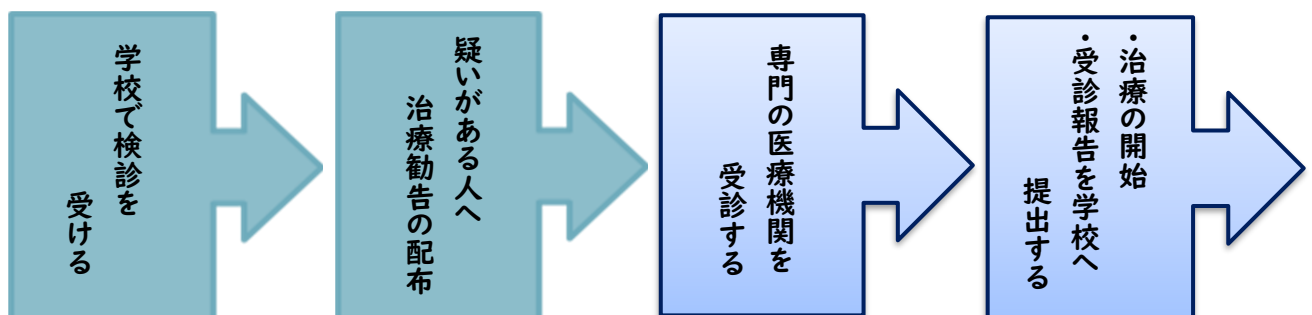 学校で検診を
受ける
疑いがある人へ
治療勧告の配布
専門の医療機関を
受診する
・治療の開始
・受診報告を学校へ
提出する